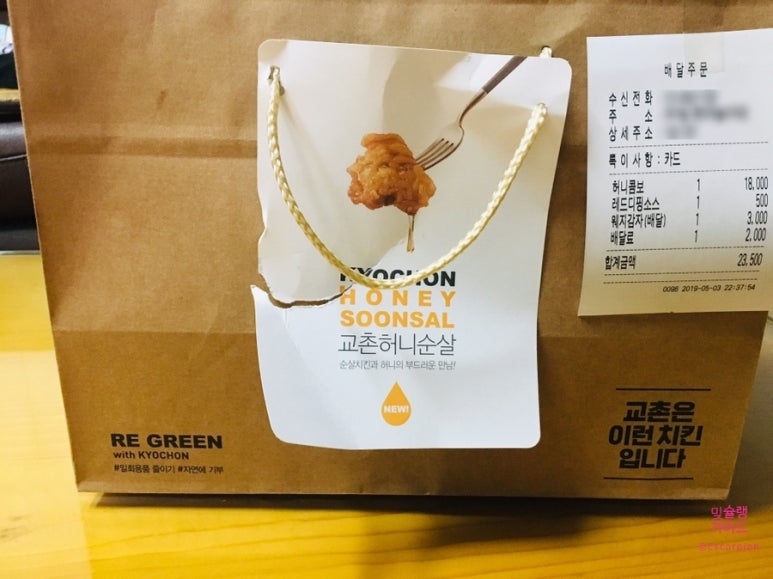 KYOCHON
HONEY
SOONSAL
교촌허니순살
순살치킨과 허니의 부드러운 만남!
NEW!
배달주문
수신전화
주 소
상세주소
특이사항 : 카드
허니콤보 1 18,000
레드디핑소스 1 500
웨지감자(배달) 1 3,000
배달료 1 2,000
합계금액 23,500
0096 2019-05-03 22:37:54
RE GREEN
with KYOCHON
#일회용품 줄이기 #자연에 기부
교촌은
이런 치킨
입니다
밍슐랭